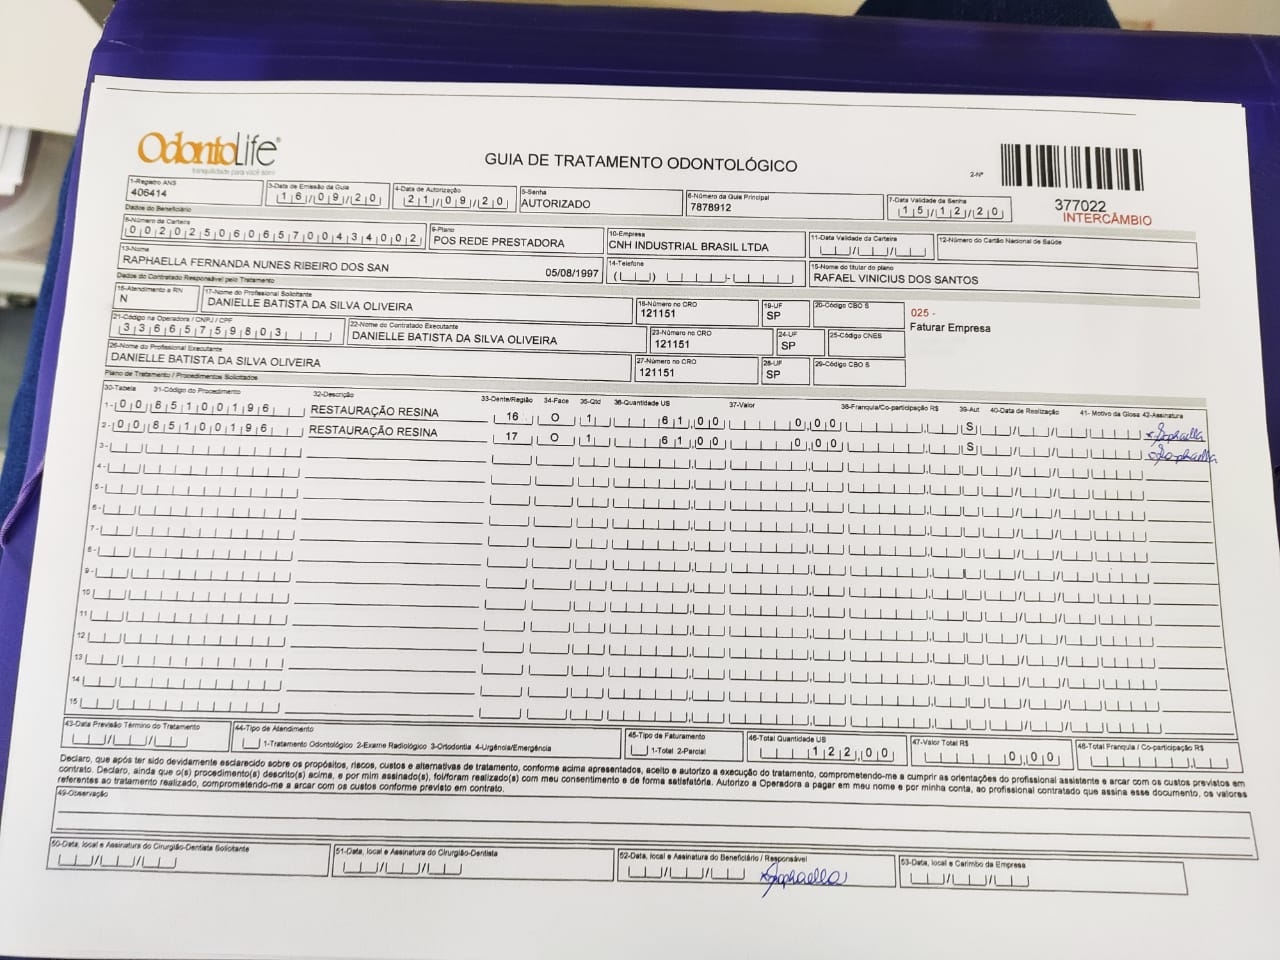 OdontoLife®
tranquilidade para você sorrir
GUIA DE TRATAMENTO ODONTOLÓGICO
2-Nº
377022
INTERCÂMBIO
1-Registro ANS
406414
3-Data de Emissão da Guia
16/09/20
4-Data de Autorização
21/09/20
5-Senha
AUTORIZADO
6-Número da Guia Principal
7878912
7-Data Validade da Senha
15/12/20
Dados do Beneficiário
8-Número da Carteira
00202506065700434002
9-Plano
POS REDE PRESTADORA
10-Empresa
CNH INDUSTRIAL BRASIL LTDA
11-Data Validade da Carteira
12-Número do Cartão Nacional de Saúde
13-Nome
RAPHAELLA FERNANDA NUNES RIBEIRO DOS SAN 05/08/1997
14-Telefone
15-Nome do titular do plano
RAFAEL VINICIUS DOS SANTOS
Dados do Contratado Responsável pelo Tratamento
16-Atendimento a RN
N
17-Nome do Profissional Solicitante
DANIELLE BATISTA DA SILVA OLIVEIRA
18-Número no CRO
121151
19-UF
SP
20-Código CBO S
025 -
Faturar Empresa
21-Código na Operadora / CNPJ / CPF
33657598 03
22-Nome do Contratado Executante
DANIELLE BATISTA DA SILVA OLIVEIRA
23-Número no CRO
121151
24-UF
SP
25-Código CNES
26-Nome do Profissional Executante
DANIELLE BATISTA DA SILVA OLIVEIRA
27-Número no CRO
121151
28-UF
SP
29-Código CBO S
Plano de Tratamento / Procedimentos Solicitados
30-Tabela 31-Código do Procedimento 32-Descrição 33-Dente/Região 34-Face 35-Qtd 36-Quantidade US 37-Valor 38-Franquia/Co-participação R$ 39-Aut 40-Data de Realização 41- Motivo da Glosa 42-Assinatura
1- 00 85100196 RESTAURAÇÃO RESINA 16 O 1 61,00 0,00 S Raphaella
2- 00 85100196 RESTAURAÇÃO RESINA 17 O 1 61,00 0,00 S Raphaella
3-
4-
5-
6-
7-
8-
9-
10
11
12
13
14
15
43-Data Previsão Término do Tratamento
44-Tipo de Atendimento
1-Tratamento Odontológico 2-Exame Radiológico 3-Ortodontia 4-Urgência/Emergência
45-Tipo de Faturamento
1-Total 2-Parcial
46-Total Quantidade US
122,00
47-Valor Total R$
0,00
48-Total Franquia / Co-participação R$
Declaro, que após ter sido devidamente esclarecido sobre os propósitos, riscos, custos e alternativas de tratamento, conforme acima apresentados, aceito e autorizo a execução do tratamento, comprometendo-me a cumprir as orientações do profissional assistente e arcar com os custos previstos em
contrato. Declaro, ainda que o(s) procedimento(s) descrito(s) acima, e por mim assinado(s), foi/foram realizado(s) com meu consentimento e de forma satisfatória. Autorizo a Operadora a pagar em meu nome e por minha conta, ao profissional contratado que assina esse documento, os valores
referentes ao tratamento realizado, comprometendo-me a arcar com os custos conforme previsto em contrato.
49-Observação
50-Data, local e Assinatura do Cirurgião-Dentista Solicitante
51-Data, local e Assinatura do Cirurgião-Dentista
52-Data, local e Assinatura do Beneficiário / Responsável
Raphaella
53-Data, local e Carimbo da Empresa